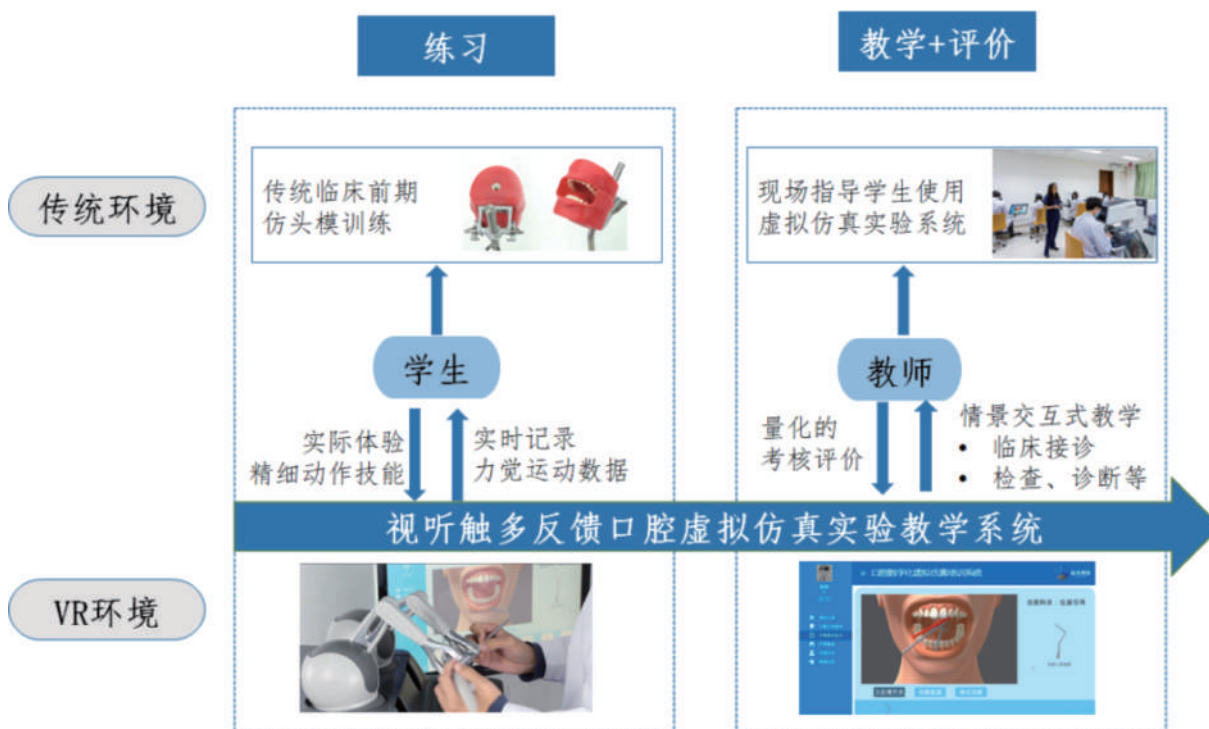 练习
教学+评价
传统环境
传统临床前期
仿头模训练
现场指导学生使用
虚拟仿真实验系统
学生
教师
实际体验
精细动作技能
实时记录
力觉运动数据
量化的
考核评价
情景交互式教学
• 临床接诊
• 检查、诊断等
视听触多反馈口腔虚拟仿真实验教学系统
VR环境